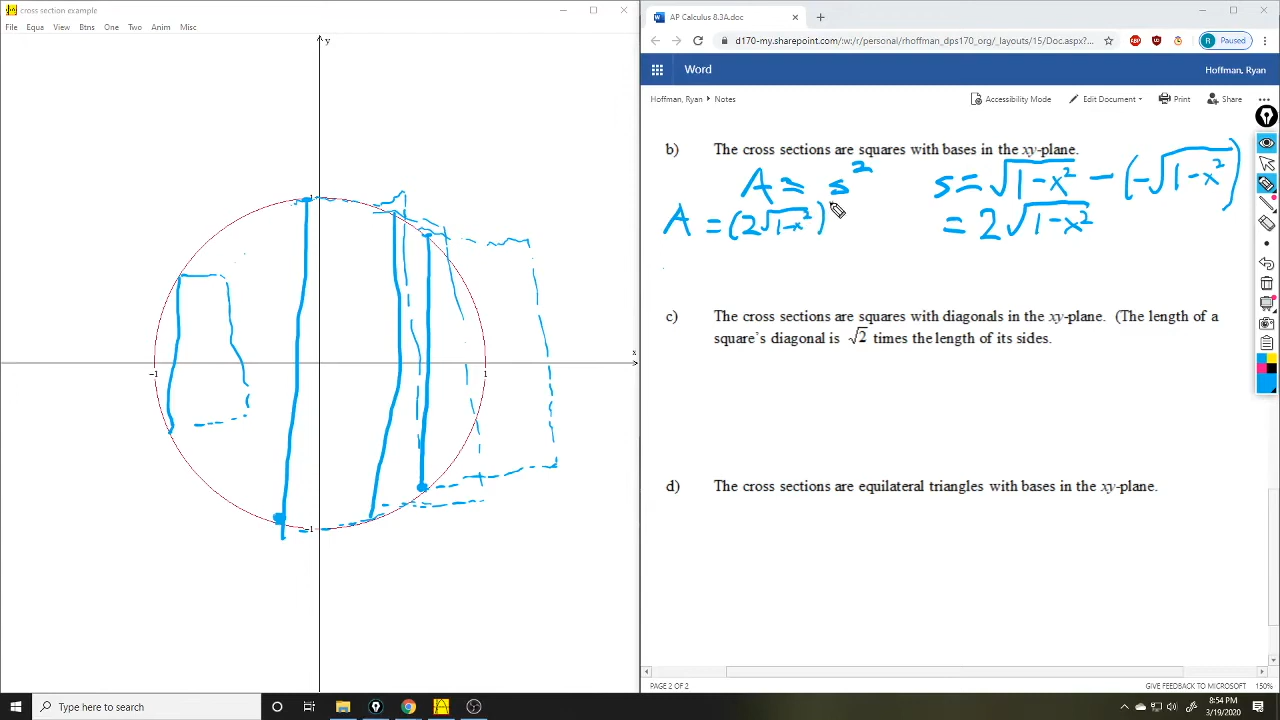 cross section example
File Equa View Btns One Two Anim Misc
y
1
x
-1
1
-1
AP Calculus 8.3A.doc
d170-my.sharepoint.com/:w:/r/personal/rhoffman_dps170_org/_layouts/15/Doc.aspx?...
ABP
R Paused
Word
Hoffman, Ryan
Hoffman, Ryan ▸ Notes
Accessibility Mode Edit Document Print Share ...
b) The cross sections are squares with bases in the xy-plane.
A = s² s = √(1-x²) - (-√(1-x²))
A = (2√(1-x²)) = 2√(1-x²)
c) The cross sections are squares with diagonals in the xy-plane. (The length of a
square's diagonal is √2 times the length of its sides.
d) The cross sections are equilateral triangles with bases in the xy-plane.
PAGE 2 OF 2 GIVE FEEDBACK TO MICROSOFT 150%
Type here to search
8:54 PM
3/19/2020